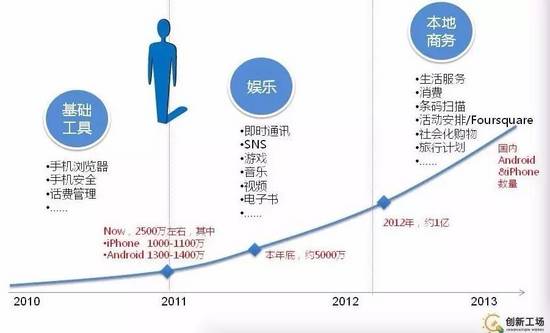 基础
工具
•手机浏览器
•手机安全
•话费管理
•......
娱乐
•即时通讯
•SNS
•游戏
•音乐
•视频
•电子书
•......
本地
商务
•生活服务
•消费
•条码扫描
•活动安排/Foursquare
•社会化购物
•旅行计划
•......
国内
Android
&iPhone
数量
Now，2500万左右，其中
•iPhone 1000-1100万
•Android 1300-1400万
本年底，约5000万
2012年，约1亿
2010
2011
2012
2013
创新工场